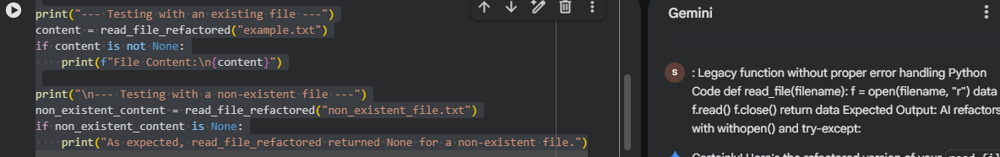 print("--- Testing with an existing file ---")
content = read_file_refactored("example.txt")
if content is not None:
    print(f"File Content:\n{content}")
print("\n--- Testing with a non-existent file ---")
non_existent_content = read_file_refactored("non_existent_file.txt")
if non_existent_content is None:
    print("As expected, read_file_refactored returned None for a non-existent file.")
Gemini
S
: Legacy function without proper error handling Python
Code def read_file(filename): f = open(filename, "r") data
f.read() f.close() return data Expected Output: AI refactors
with withopen() and try-except:
Certainly! Here's the refactored version of your